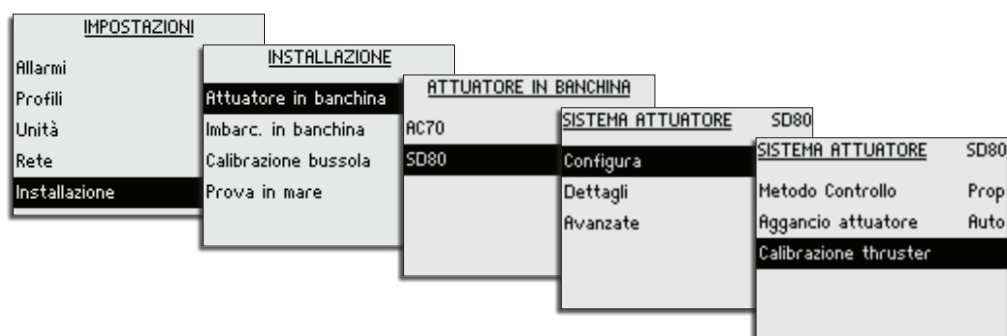 IMPOSTAZIONI
Allarmi
Profili
Unità
Rete
Installazione
INSTALLAZIONE
Attuatore in banchina
Imbarc. in banchina
Calibrazione bussola
Prova in mare
ATTUATORE IN BANCHINA
AC70
SD80
SISTEMA ATTUATORE SD80
Configura
Dettagli
Avanzate
SISTEMA ATTUATORE SD80
Metodo Controllo Prop
Aggancio attuatore Auto
Calibrazione thruster